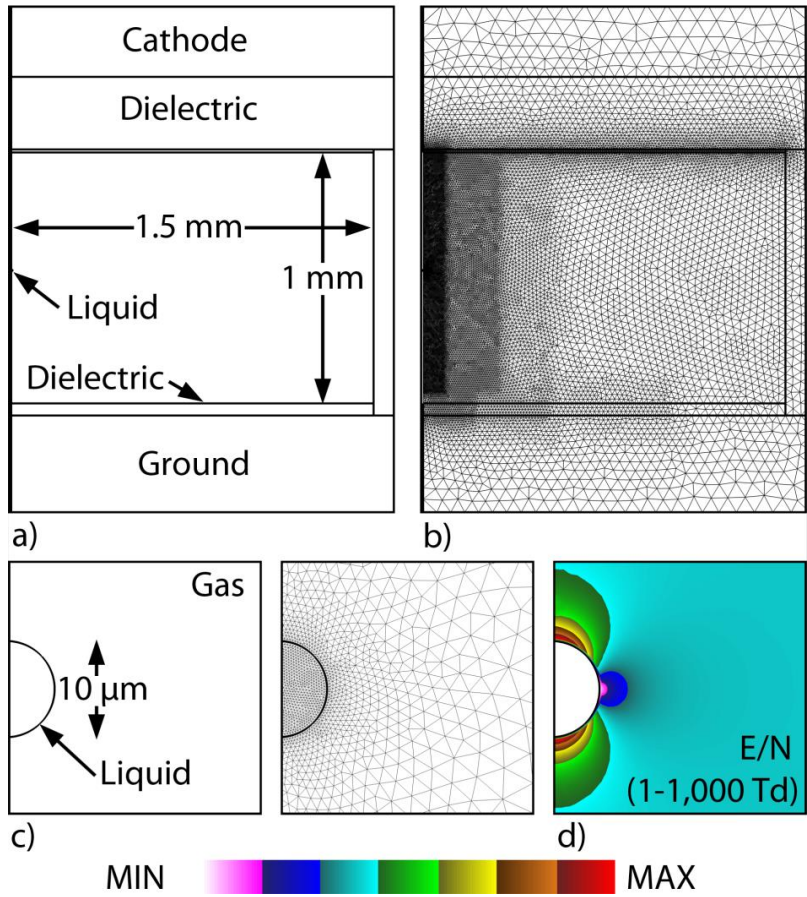 Cathode
Dielectric
1.5 mm
1 mm
Liquid
Dielectric
Ground
a)
b)
Gas
10 µm
Liquid
E/N
(1-1,000 Td)
c)
d)
MIN
MAX